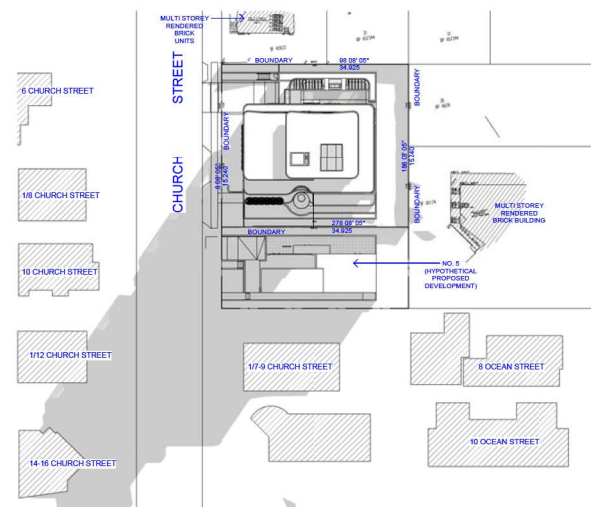 MULTI STOREY
RENDERED
BRICK
UNITS
BOUNDARY
98 08' 05"
34.925
CHURCH STREET
BOUNDARY
BOUNDARY
15.240
15.240
BOUNDARY
278 08' 05"
34.925
BOUNDARY
6 CHURCH STREET
1/8 CHURCH STREET
10 CHURCH STREET
1/12 CHURCH STREET
14-16 CHURCH STREET
MULTI STOREY
RENDERED
BRICK BUILDING
NO. 5
(HYPOTHETICAL
PROPOSED
DEVELOPMENT)
1/7-9 CHURCH STREET
8 OCEAN STREET
10 OCEAN STREET